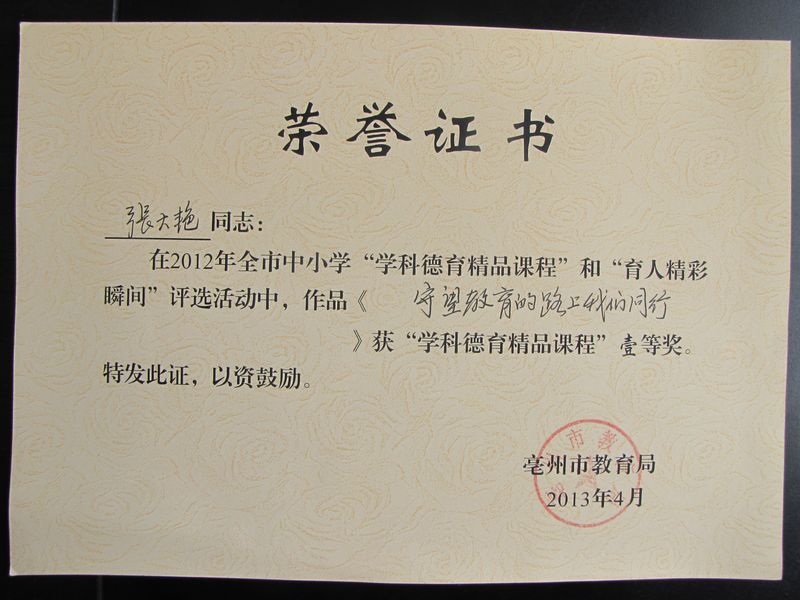 荣誉证书
張大艳 同志：
在2012年全市中小学“学科德育精品课程”和“育人精彩
瞬间”评选活动中，作品《 守望教育的路上我们同行
》获“学科德育精品课程”壹等奖。
特发此证，以资鼓励。
亳州市教育局
2013年4月
市教